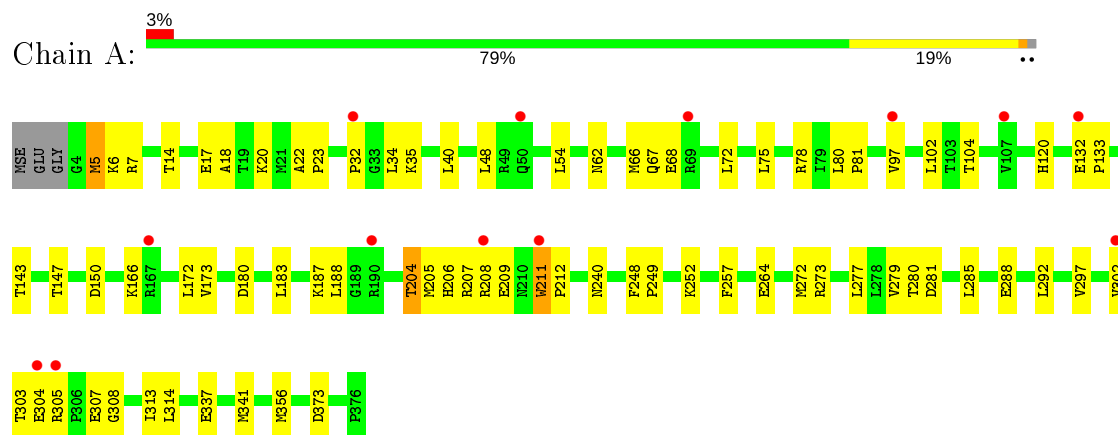 3%
Chain A:
79% 19% ••
MSE GLU GLY G4 M5 K6 R7 T14 E17 A18 T19 K20 M21 A22 P23 P32 G33 L34 K35 L40 L48 R49 Q50 L54 N62 M66 Q67 E68 R69 L72 L75 R78 I79 L80 P81 V97 L102 T103 T104 V107 H120 E132 P133
T143 T147 D150 K166 R167 L172 V173 D180 L183 K187 L188 G189 R190 T204 M205 H206 R207 R208 E209 N210 W211 P212 N240 F248 P249 K252 F257 E264 M272 R273 L277 L278 V279 T280 D281 L285 E288 L292 V297
T303 E304 R305 P306 E307 G308 I313 L314 E337 M341 M356 D373 P376